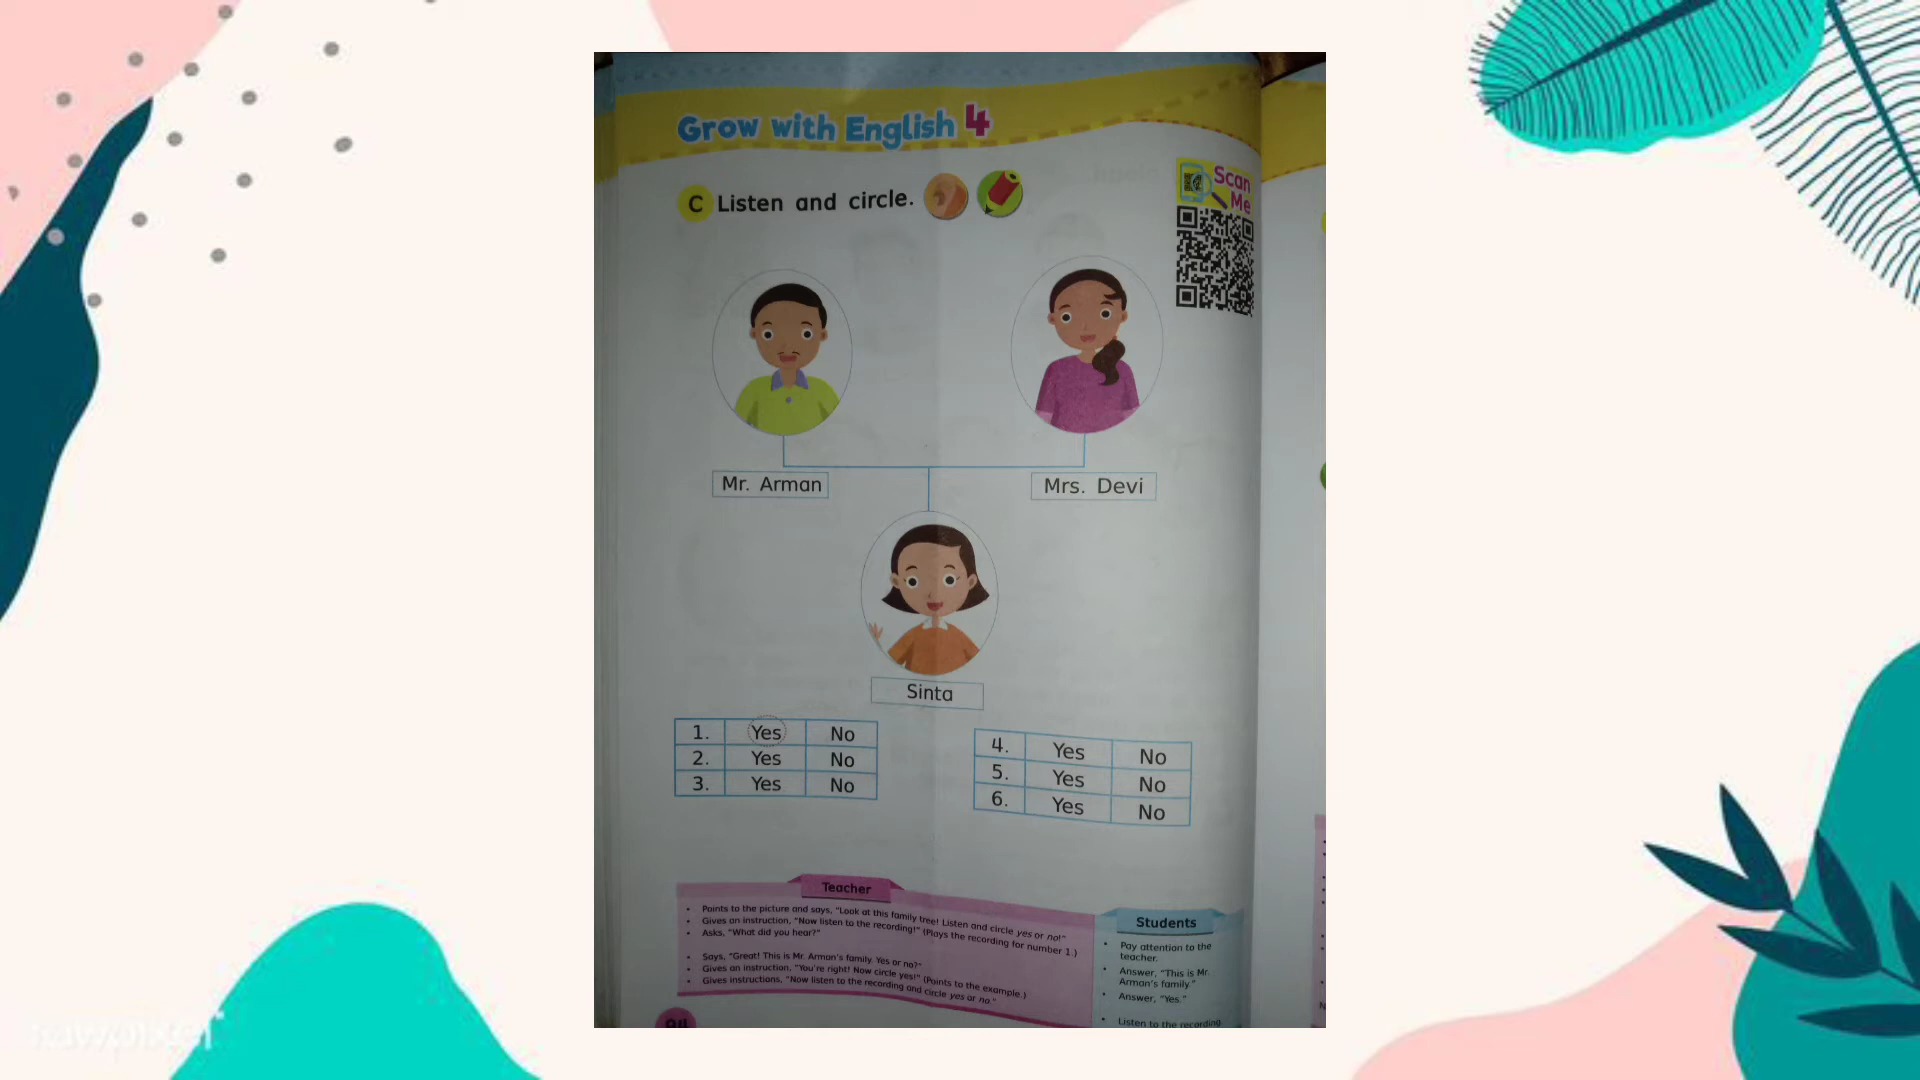 Grow with English 4
C Listen and circle.
Scan
Me
Mr. Arman
Mrs. Devi
Sinta
1. Yes No
2. Yes No
3. Yes No
4. Yes No
5. Yes No
6. Yes No
Teacher
• Points to the picture and says, "Look at this family tree! Listen and circle yes or no!"
• Gives an instruction, "Now listen to the recording!" (Plays the recording for number 1.)
• Asks, "What did you hear?"
• Says, "Great! This is Mr. Arman's family. Yes or no?"
• Gives an instruction, "You're right! Now circle yes!" (Points to the example.)
• Gives instructions, "Now listen to the recording and circle yes or no."
Students
• Pay attention to the
teacher.
• Answer, "This is Mr.
Arman's family."
• Answer, "Yes."
• Listen to the recording